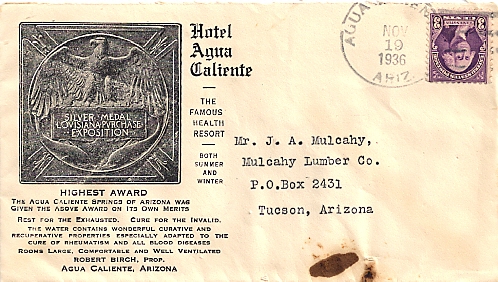 Hotel
Agua
Caliente
THE
FAMOUS
HEALTH
RESORT
BOTH
SUMMER
AND
WINTER
SILVER MEDAL
LOVISIANA PVRCHASE
EXPOSITION
HIGHEST AWARD
THE AGUA CALIENTE SPRINGS OF ARIZONA WAS
GIVEN THE ABOVE AWARD ON ITS OWN MERITS
REST FOR THE EXHAUSTED. CURE FOR THE INVALID.
THE WATER CONTAINS WONDERFUL CURATIVE AND
RECUPERATIVE PROPERTIES ESPECIALLY ADAPTED TO THE
CURE OF RHEUMATISM AND ALL BLOOD DISEASES
ROOMS LARGE, COMFORTABLE AND WELL VENTILATED
ROBERT BIRCH, PROP.
AGUA CALIENTE, ARIZONA
AGUA
NOV
19
1936
ARIZ.
Mr. J. A. Mulcahy,
Mulcahy Lumber Co.
P.O.Box 2431
Tucson, Arizona